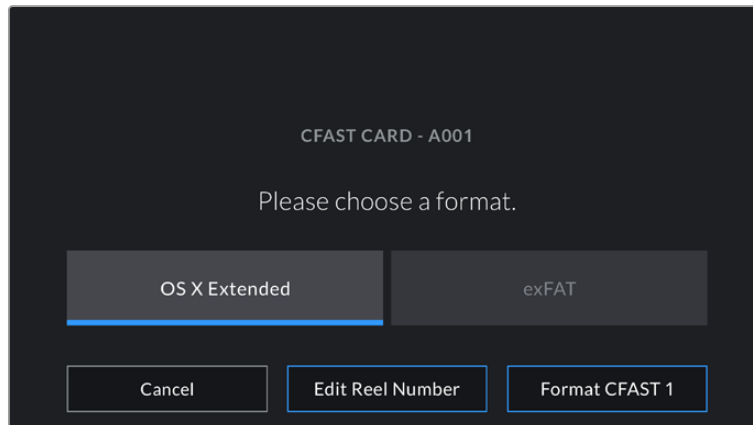 CFAST CARD - A001
Please choose a format.
OS X Extended
exFAT
Cancel
Edit Reel Number
Format CFAST 1